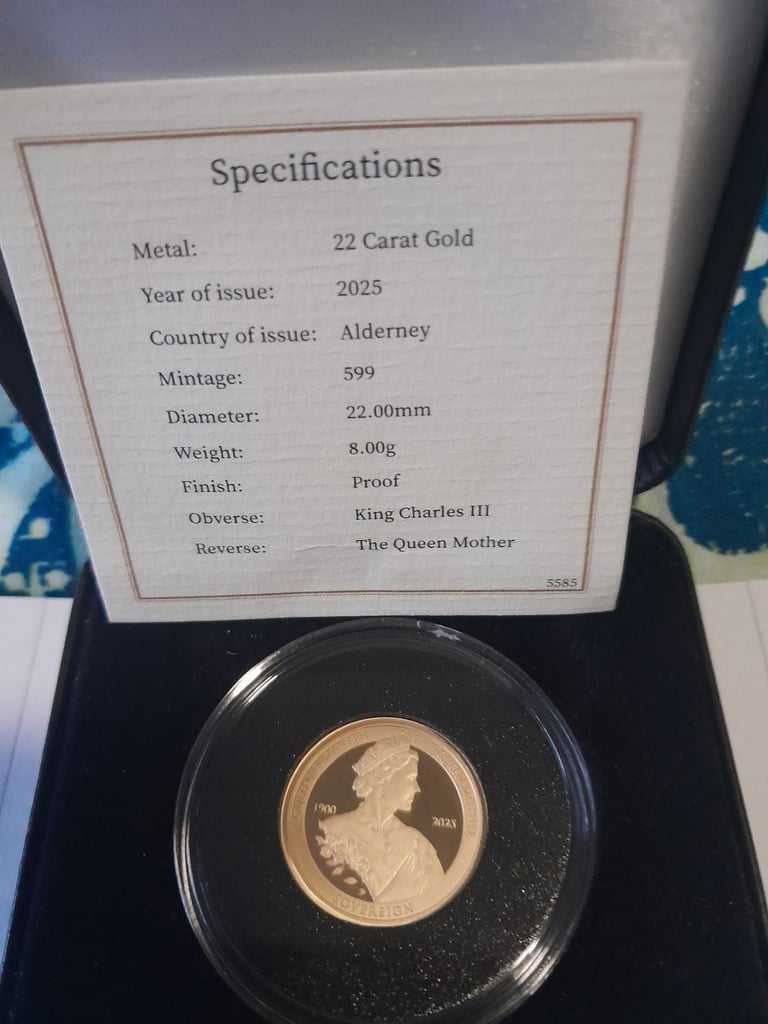 Specifications
Metal: 22 Carat Gold
Year of issue: 2025
Country of issue: Alderney
Mintage: 599
Diameter: 22.00mm
Weight: 8.00g
Finish: Proof
Obverse: King Charles III
Reverse: The Queen Mother
5585
1900 2025
SOVEREIGN